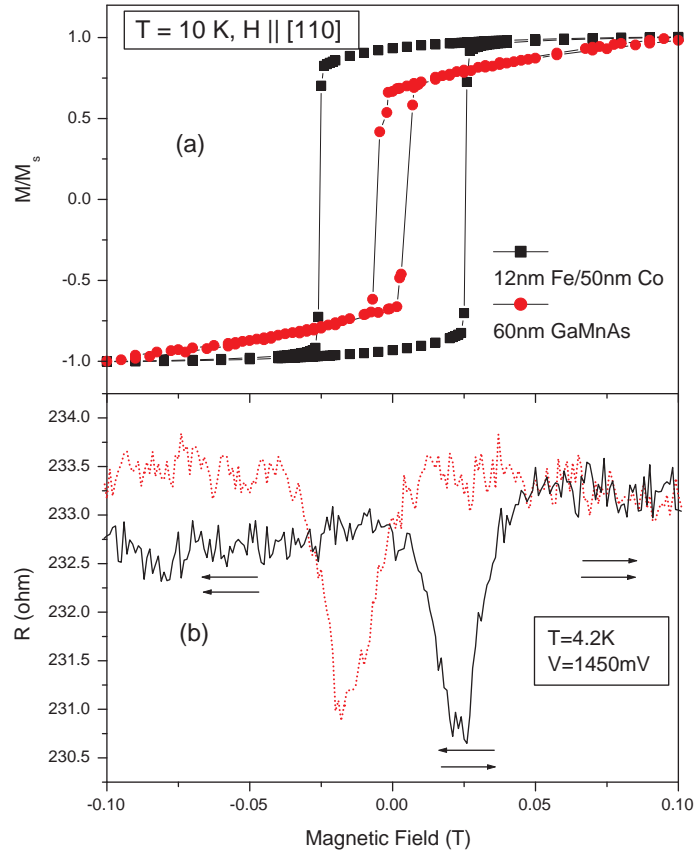 T = 10 K, H || [110]
(a)
M/M_s
1.0
0.5
0.0
-0.5
-1.0
12nm Fe/50nm Co
60nm GaMnAs
R (ohm)
234.0
233.5
233.0
232.5
232.0
231.5
231.0
230.5
(b)
T=4.2K
V=1450mV
-0.10
-0.05
0.00
0.05
0.10
Magnetic Field (T)